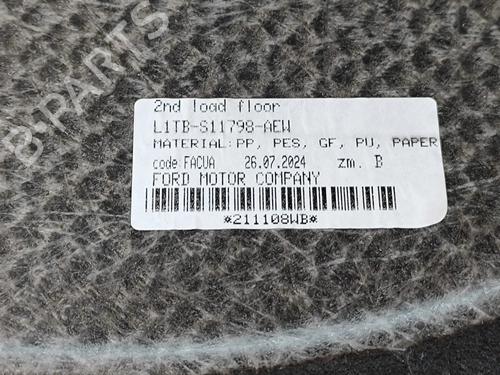 B-PARTS
2nd load floor
L1TB-S11798-AEW
MATERIAL: PP, PES, GF, PU, PAPER
code FACUA 26.07.2024 zm. B
FORD MOTOR COMPANY
*211108WB*